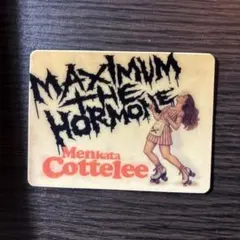 MAXIMUM
THE
HORMONE
Menkata
Cottelee